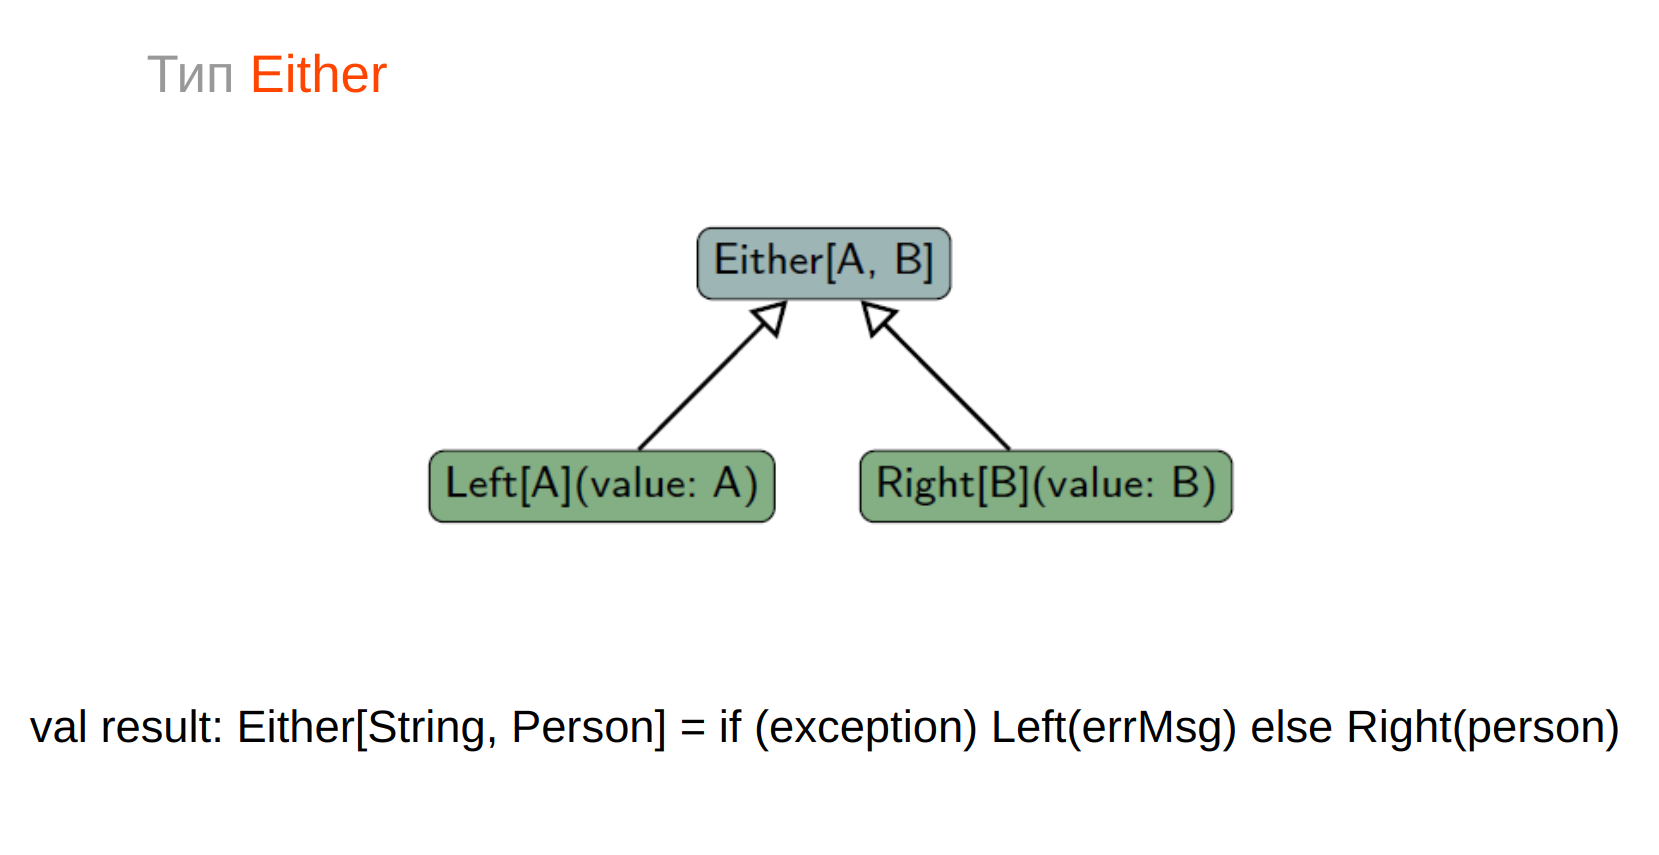 Тип Either
Either[A, B]
Left[A](value: A)
Right[B](value: B)
val result: Either[String, Person] = if (exception) Left(errMsg) else Right(person)